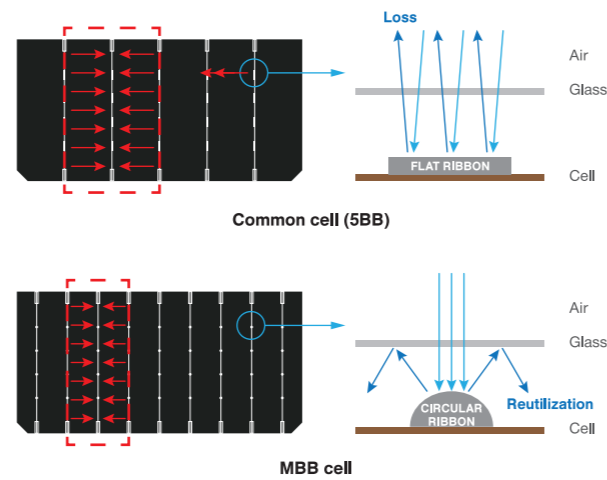 Loss
Air
Glass
FLAT RIBBON
Cell
Common cell (5BB)
Air
Glass
CIRCULAR
RIBBON
Reutilization
Cell
MBB cell